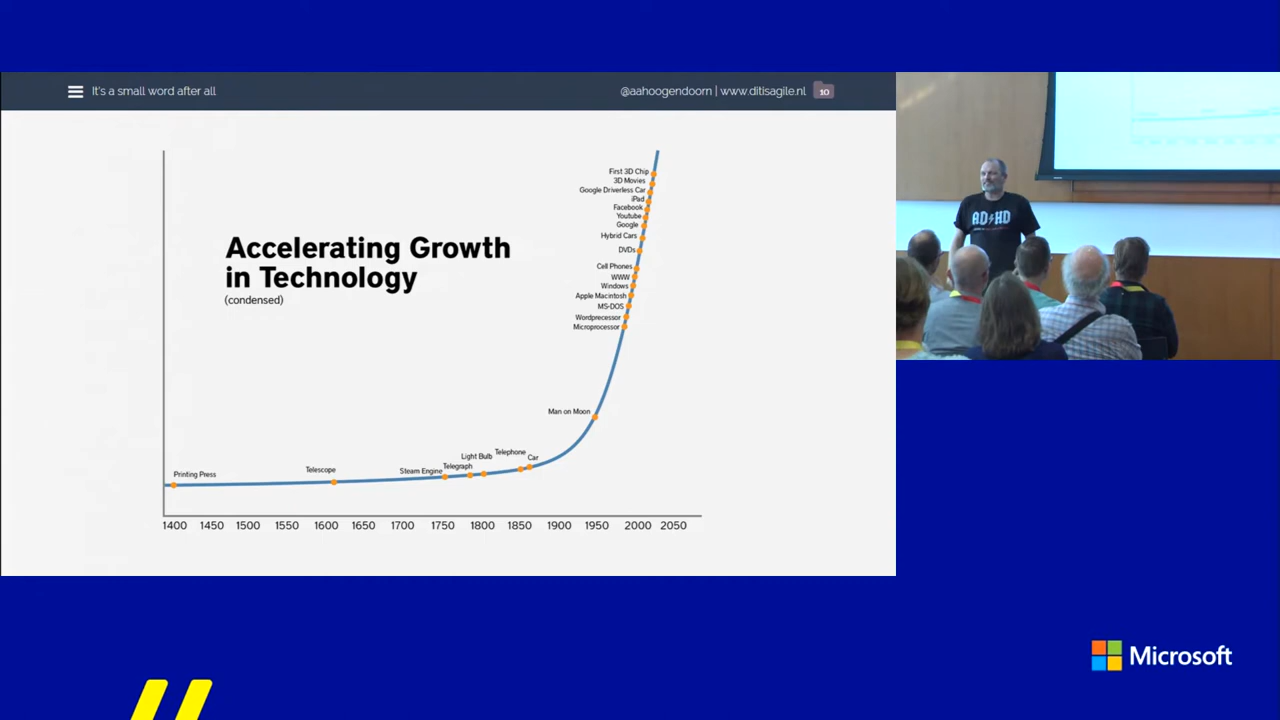 It's a small word after all
@aahoogendoorn | www.ditisagile.nl
10
Accelerating Growth
in Technology
(condensed)
First 3D Chip
3D Movies
Google Driverless Car
iPad
Facebook
Youtube
Google
Hybrid Cars
DVDs
Cell Phones
WWW
Windows
Apple Macintosh
MS-DOS
Wordprecessor
Microprocessor
Man on Moon
Printing Press
Telescope
Steam Engine
Telegraph
Light Bulb
Telephone
Car
1400 1450 1500 1550 1600 1650 1700 1750 1800 1850 1900 1950 2000 2050
AD HD
Microsoft